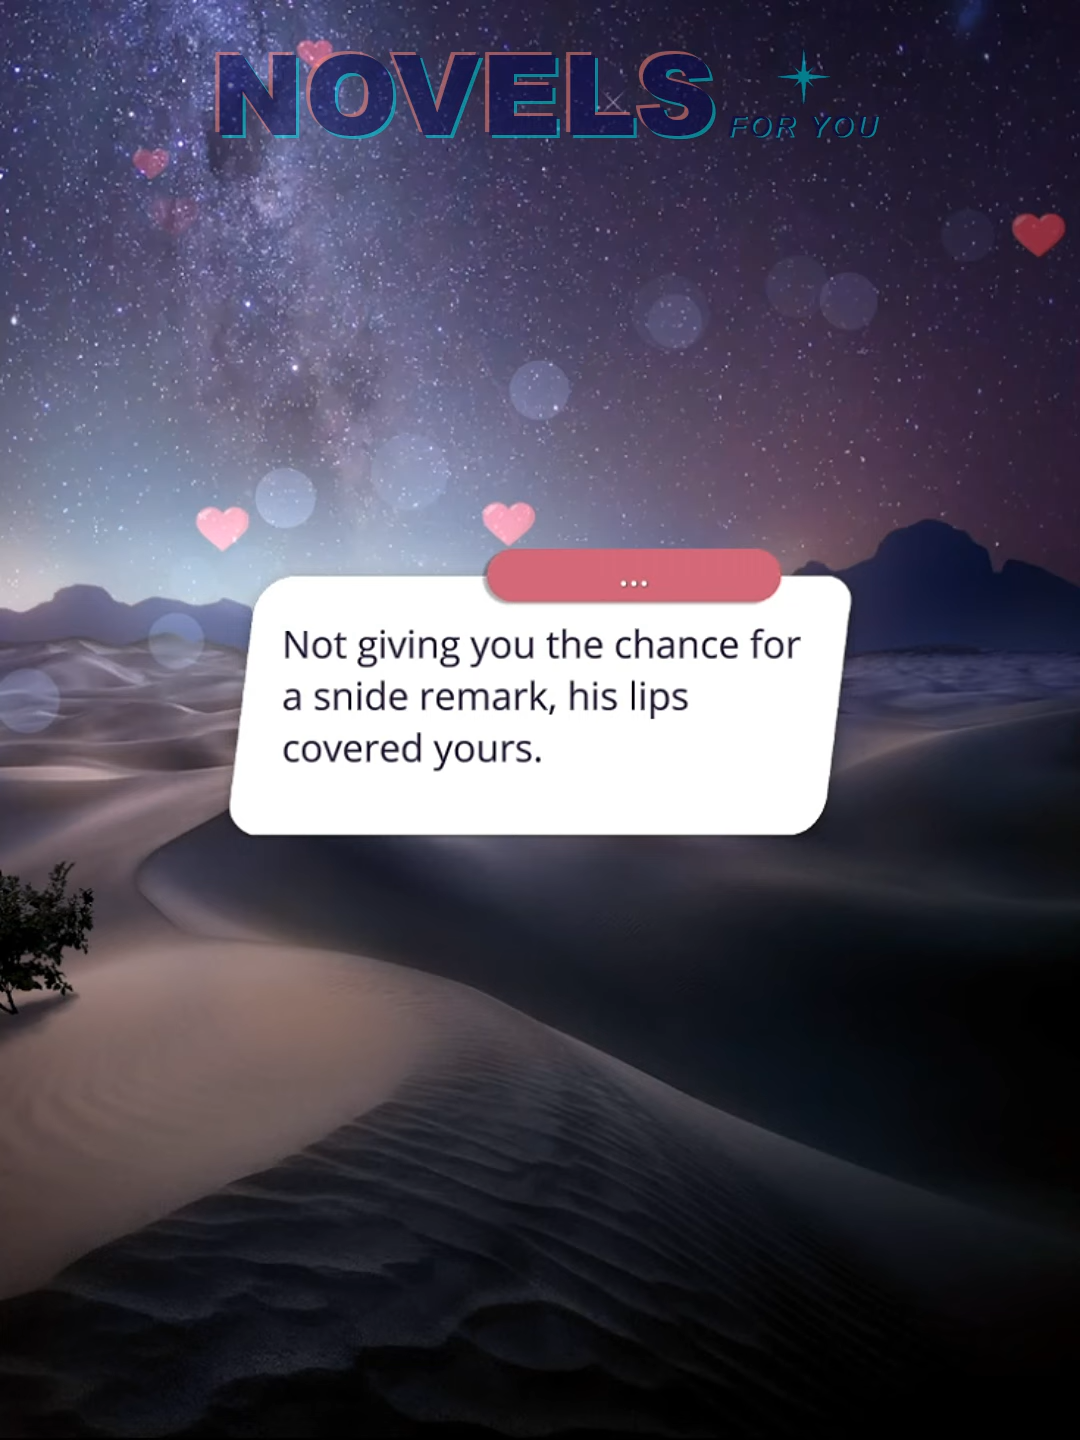 NOVELS
FOR YOU
...
Not giving you the chance for
a snide remark, his lips
covered yours.